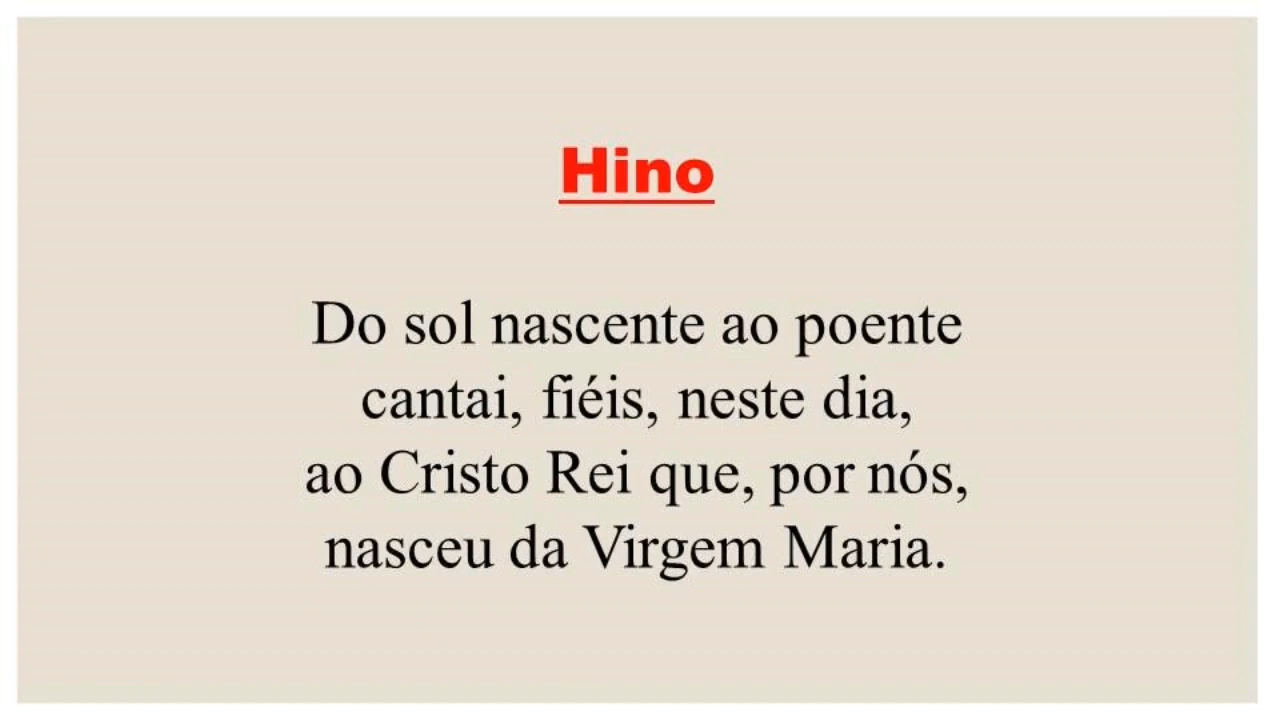 Hino
Do sol nascente ao poente
cantai, fiéis, neste dia,
ao Cristo Rei que, por nós,
nasceu da Virgem Maria.